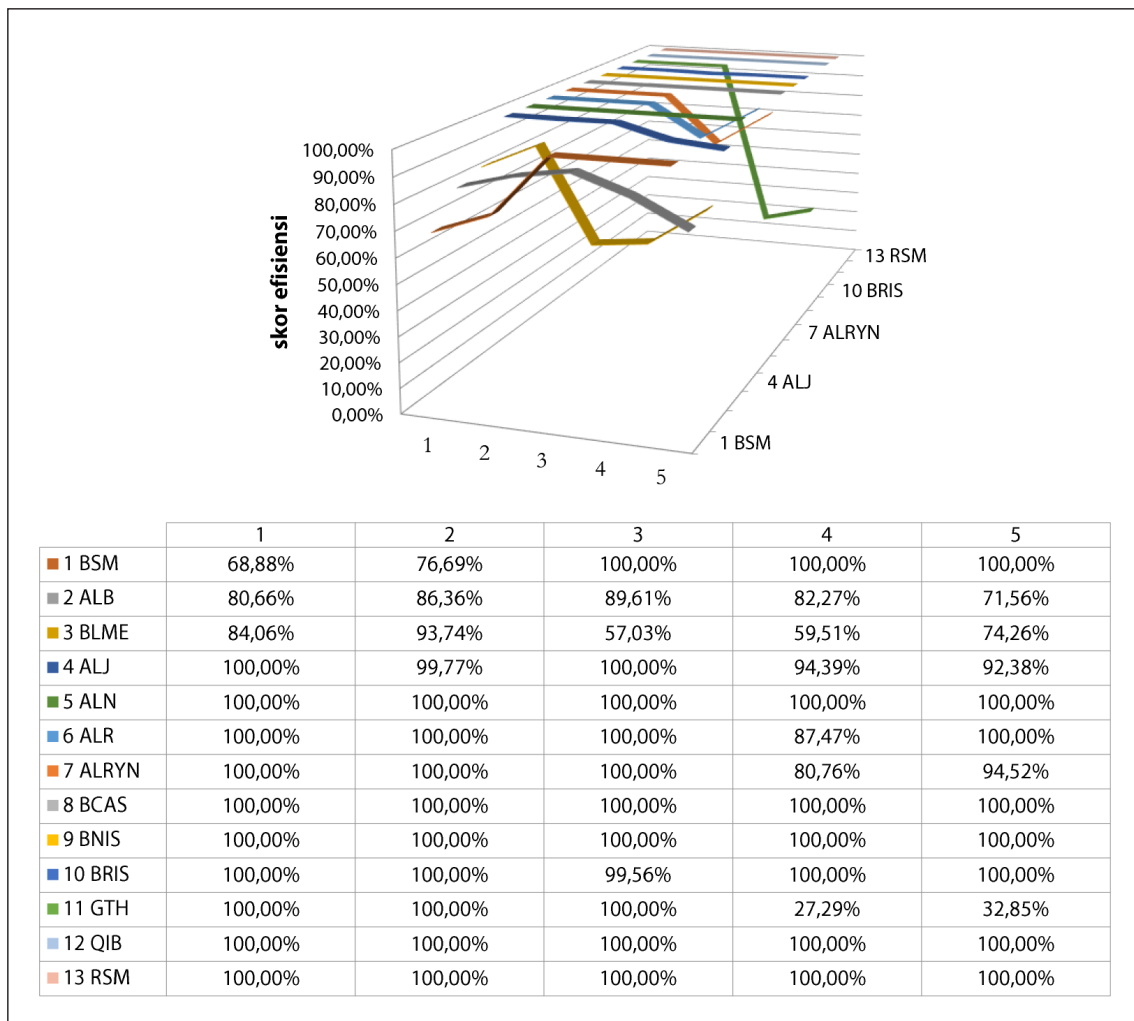 skor efisiensi
100,00%
90,00%
80,00%
70,00%
60,00%
50,00%
40,00%
30,00%
20,00%
10,00%
0,00%
1 2 3 4 5
13 RSM
10 BRIS
7 ALRYN
4 ALJ
1 BSM
1 2 3 4 5
1 BSM 68,88% 76,69% 100,00% 100,00% 100,00%
2 ALB 80,66% 86,36% 89,61% 82,27% 71,56%
3 BLME 84,06% 93,74% 57,03% 59,51% 74,26%
4 ALJ 100,00% 99,77% 100,00% 94,39% 92,38%
5 ALN 100,00% 100,00% 100,00% 100,00% 100,00%
6 ALR 100,00% 100,00% 100,00% 87,47% 100,00%
7 ALRYN 100,00% 100,00% 100,00% 80,76% 94,52%
8 BCAS 100,00% 100,00% 100,00% 100,00% 100,00%
9 BNIS 100,00% 100,00% 100,00% 100,00% 100,00%
10 BRIS 100,00% 100,00% 99,56% 100,00% 100,00%
11 GTH 100,00% 100,00% 100,00% 27,29% 32,85%
12 QIB 100,00% 100,00% 100,00% 100,00% 100,00%
13 RSM 100,00% 100,00% 100,00% 100,00% 100,00%